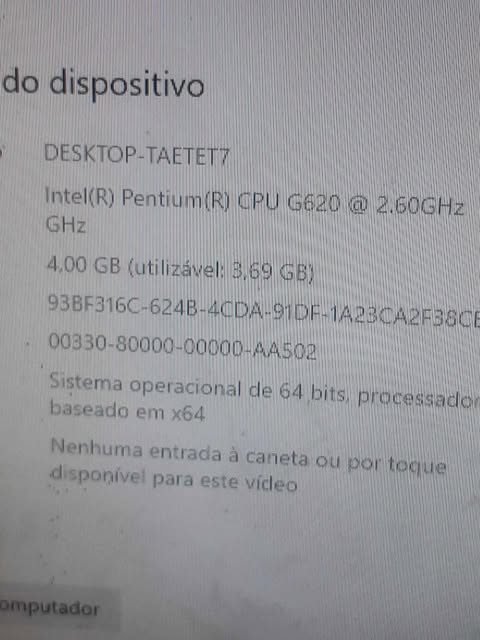 do dispositivo
DESKTOP-TAETET7
Intel(R) Pentium(R) CPU G620 @ 2.60GHz
GHz
4,00 GB (utilizável: 3,69 GB)
93BF316C-624B-4CDA-91DF-1A23CA2F38CE
00330-80000-00000-AA502
Sistema operacional de 64 bits, processador
baseado em x64
Nenhuma entrada à caneta ou por toque
disponível para este vídeo
omputador